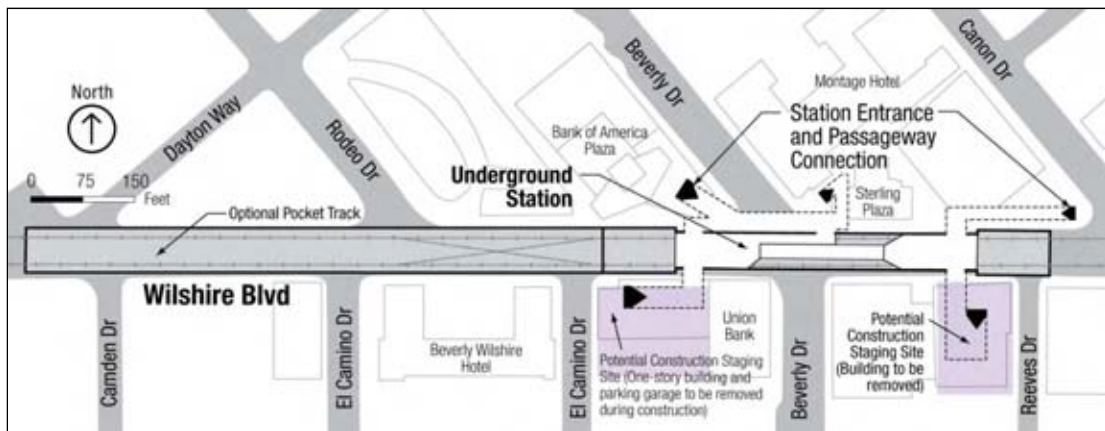 North
0 75 150
Feet
Dayton Way
Rodeo Dr
Beverly Dr
Canon Dr
Montage Hotel
Bank of America
Plaza
Station Entrance
and Passageway
Connection
Underground
Station
Sterling
Plaza
Optional Pocket Track
Wilshire Blvd
Camden Dr
El Camino Dr
Beverly Wilshire
Hotel
El Camino Dr
Union
Bank
Potential Construction Staging
Site (One-story building and
parking garage to be removed
during construction)
Beverly Dr
Potential
Construction
Staging Site
(Building to be
removed)
Reeves Dr